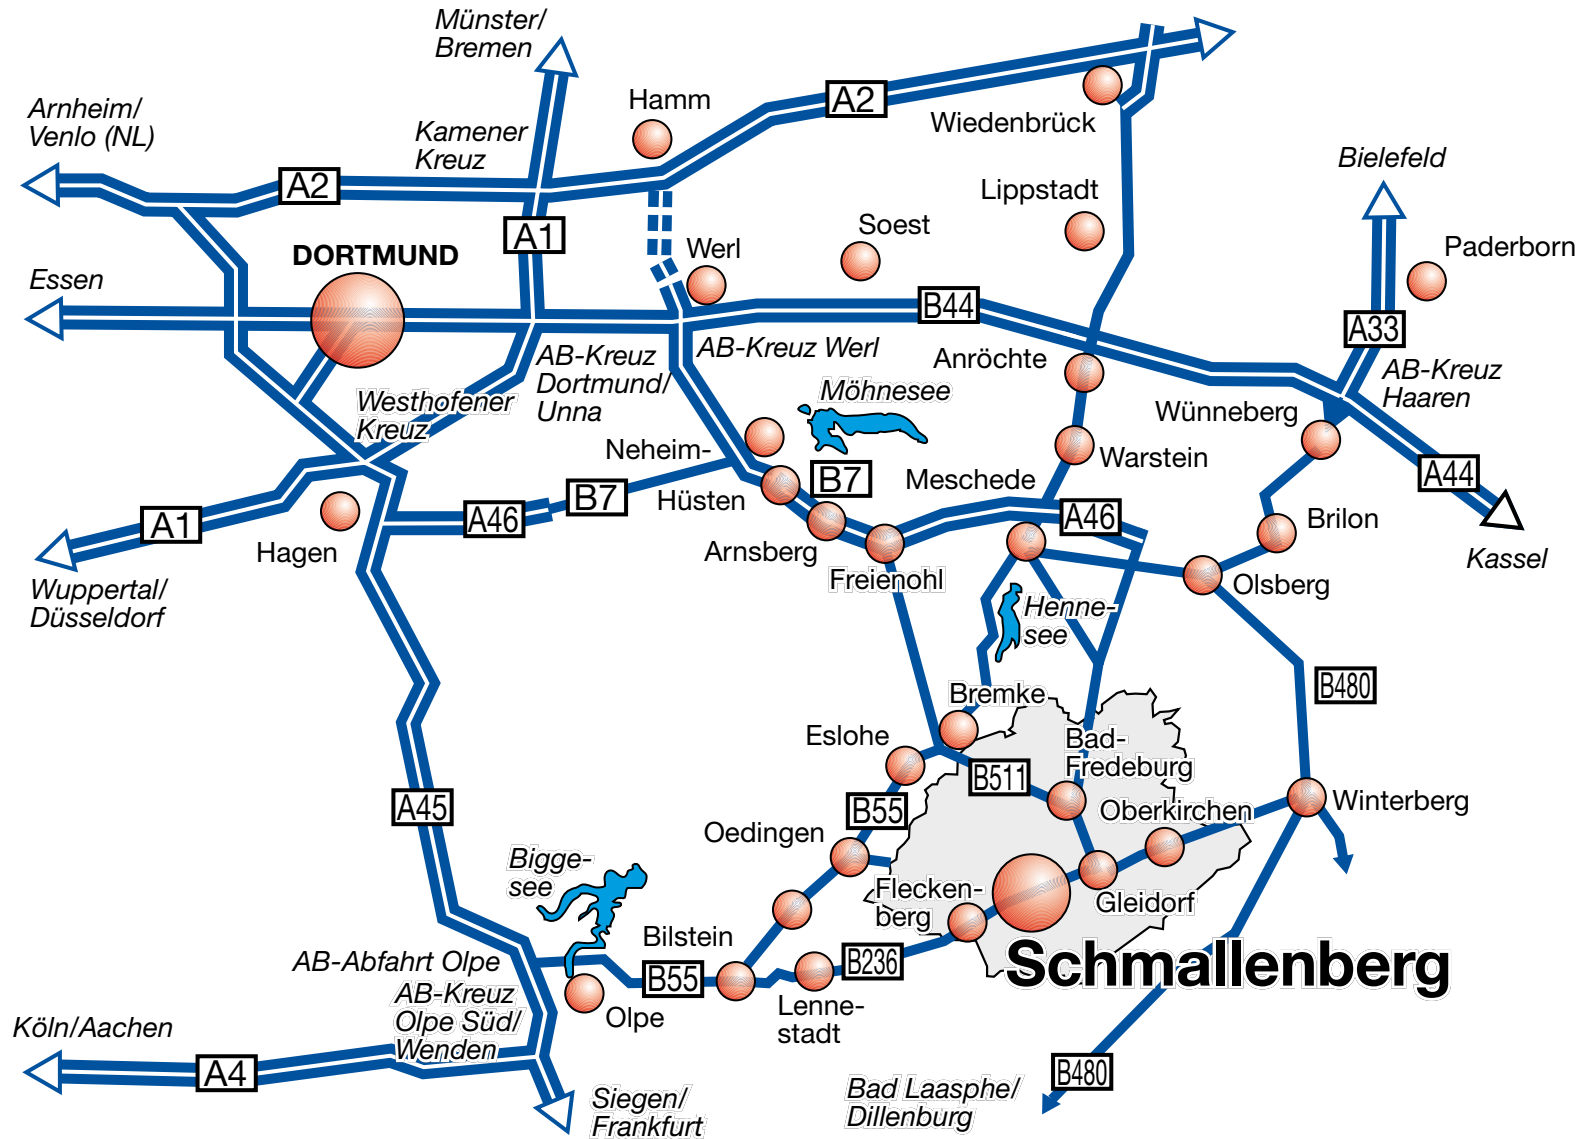 Münster/
Bremen
Arnheim/
Venlo (NL)
Kamener
Kreuz
Hamm
A2
Wiedenbrück
Bielefeld
A2
Lippstadt
A1
Soest
Werl
Paderborn
DORTMUND
Essen
B44
A33
AB-Kreuz
Dortmund/
Unna
AB-Kreuz Werl
Anröchte
AB-Kreuz
Haaren
Westhofener
Kreuz
Möhnesee
Wünneberg
Neheim-
Hüsten
B7
Meschede
Warstein
A44
A1
Hagen
A46
B7
A46
Brilon
Arnsberg
Freienohl
Kassel
Wuppertal/
Düsseldorf
Olsberg
Henne-
see
Bremke
B480
Eslohe
Bad-
Fredeburg
B511
A45
B55
Oberkirchen
Winterberg
Oedingen
Bigge-
see
Flecken-
berg
Gleidorf
Bilstein
Schmallenberg
AB-Abfahrt Olpe
B55
B236
AB-Kreuz
Olpe Süd/
Wenden
Olpe
Lenne-
stadt
Köln/Aachen
A4
B480
Siegen/
Frankfurt
Bad Laasphe/
Dillenburg